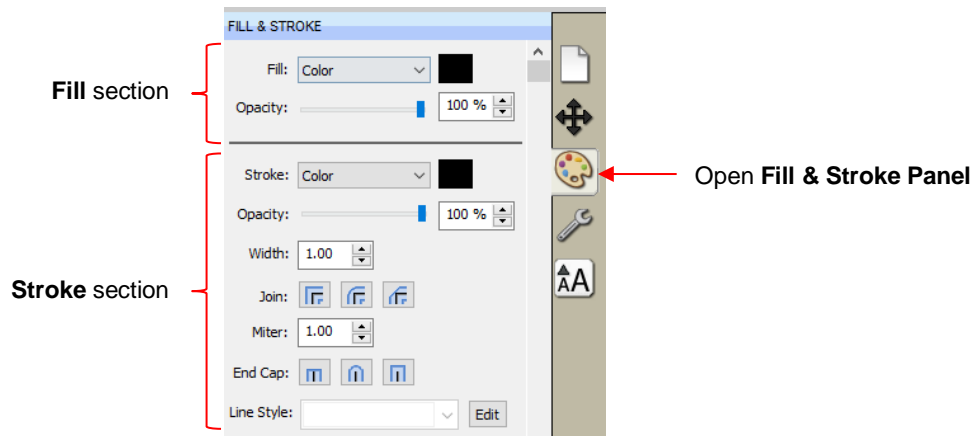 FILL & STROKE
Fill: Color
Fill section
Opacity: 100 %
Open Fill & Stroke Panel
Stroke: Color
Opacity: 100 %
Width: 1.00
AA
Stroke section
Join:
Miter: 1.00
End Cap:
Line Style: Edit